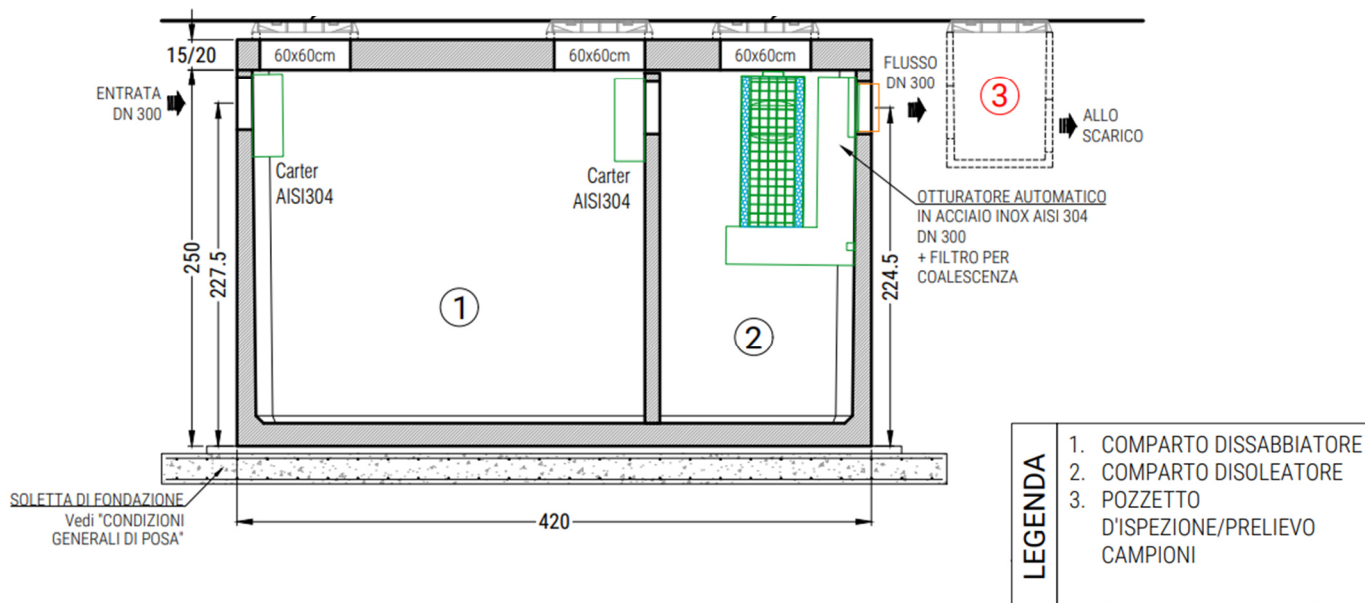 15/20
60x60cm
60x60cm
60x60cm
FLUSSO
DN 300
ENTRATA
DN 300
3
ALLO
SCARICO
Carter
AISI304
Carter
AISI304
OTTURATORE AUTOMATICO
IN ACCIAIO INOX AISI 304
DN 300
+ FILTRO PER
COALESCENZA
250
227.5
224.5
1
2
SOLETTA DI FONDAZIONE
Vedi "CONDIZIONI
GENERALI DI POSA"
420
LEGENDA
1. COMPARTO DISSABBIATORE
2. COMPARTO DISOLEATORE
3. POZZETTO
D'ISPEZIONE/PRELIEVO
CAMPIONI